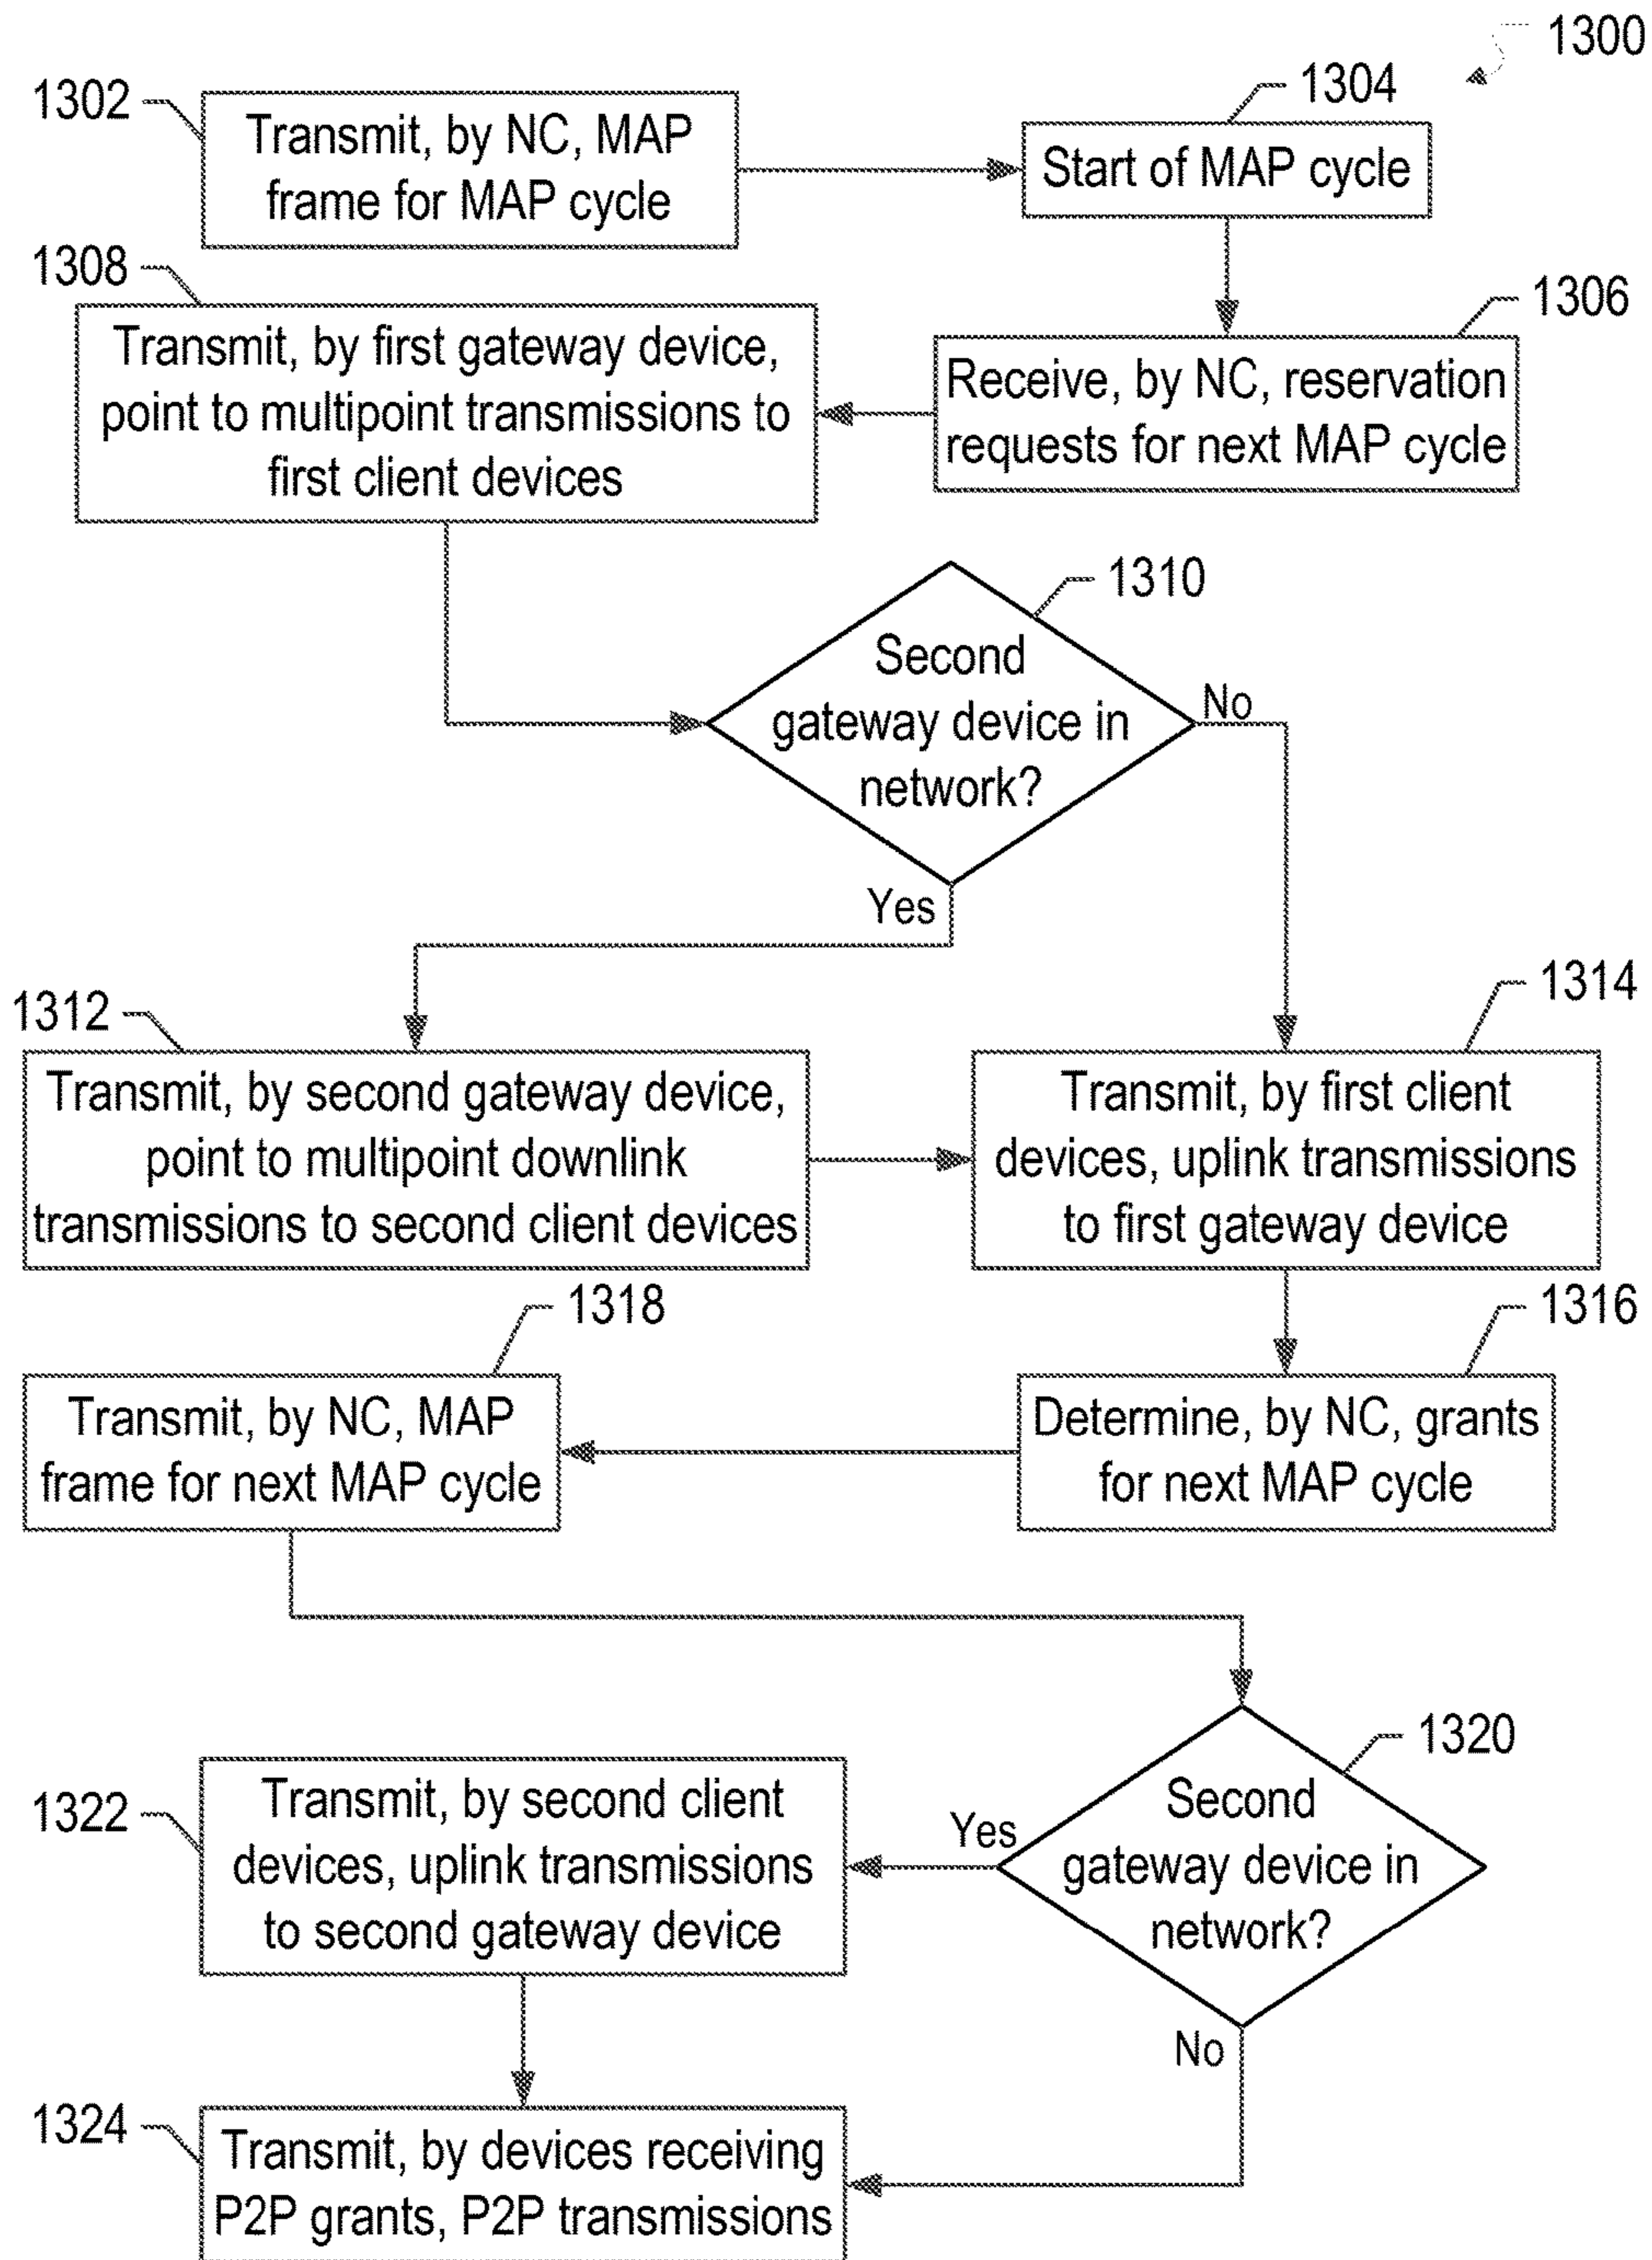 1300
1302
Transmit, by NC, MAP
frame for MAP cycle
1304
Start of MAP cycle
1306
Receive, by NC, reservation
requests for next MAP cycle
1308
Transmit, by first gateway device,
point to multipoint transmissions to
first client devices
1310
Second
gateway device in
network?
No
Yes
1312
Transmit, by second gateway device,
point to multipoint downlink
transmissions to second client devices
1314
Transmit, by first client
devices, uplink transmissions
to first gateway device
1316
Determine, by NC, grants
for next MAP cycle
1318
Transmit, by NC, MAP
frame for next MAP cycle
1320
Second
gateway device in
network?
Yes
No
1322
Transmit, by second client
devices, uplink transmissions
to second gateway device
1324
Transmit, by devices receiving
P2P grants, P2P transmissions